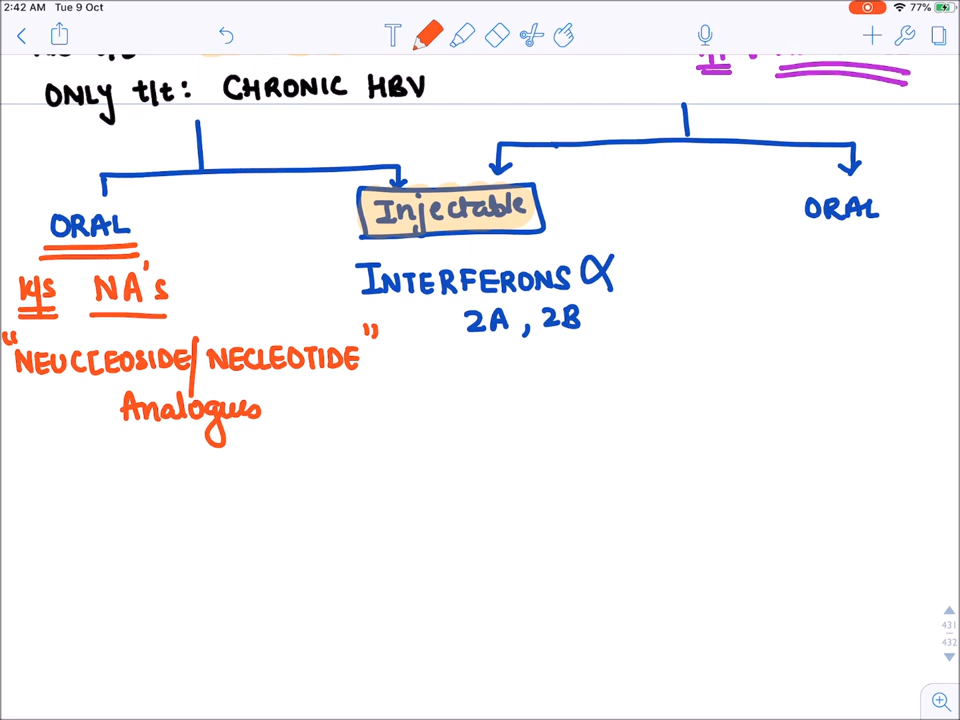 2:42 AM Tue 9 Oct
77%
T
ONLY t/t: CHRONIC HBV
ORAL
Injectable
ORAL
K/s NA's
INTERFERONS α
2A, 2B
"NEUCLEOSIDE/NECLEOTIDE"
Analogues
431
432